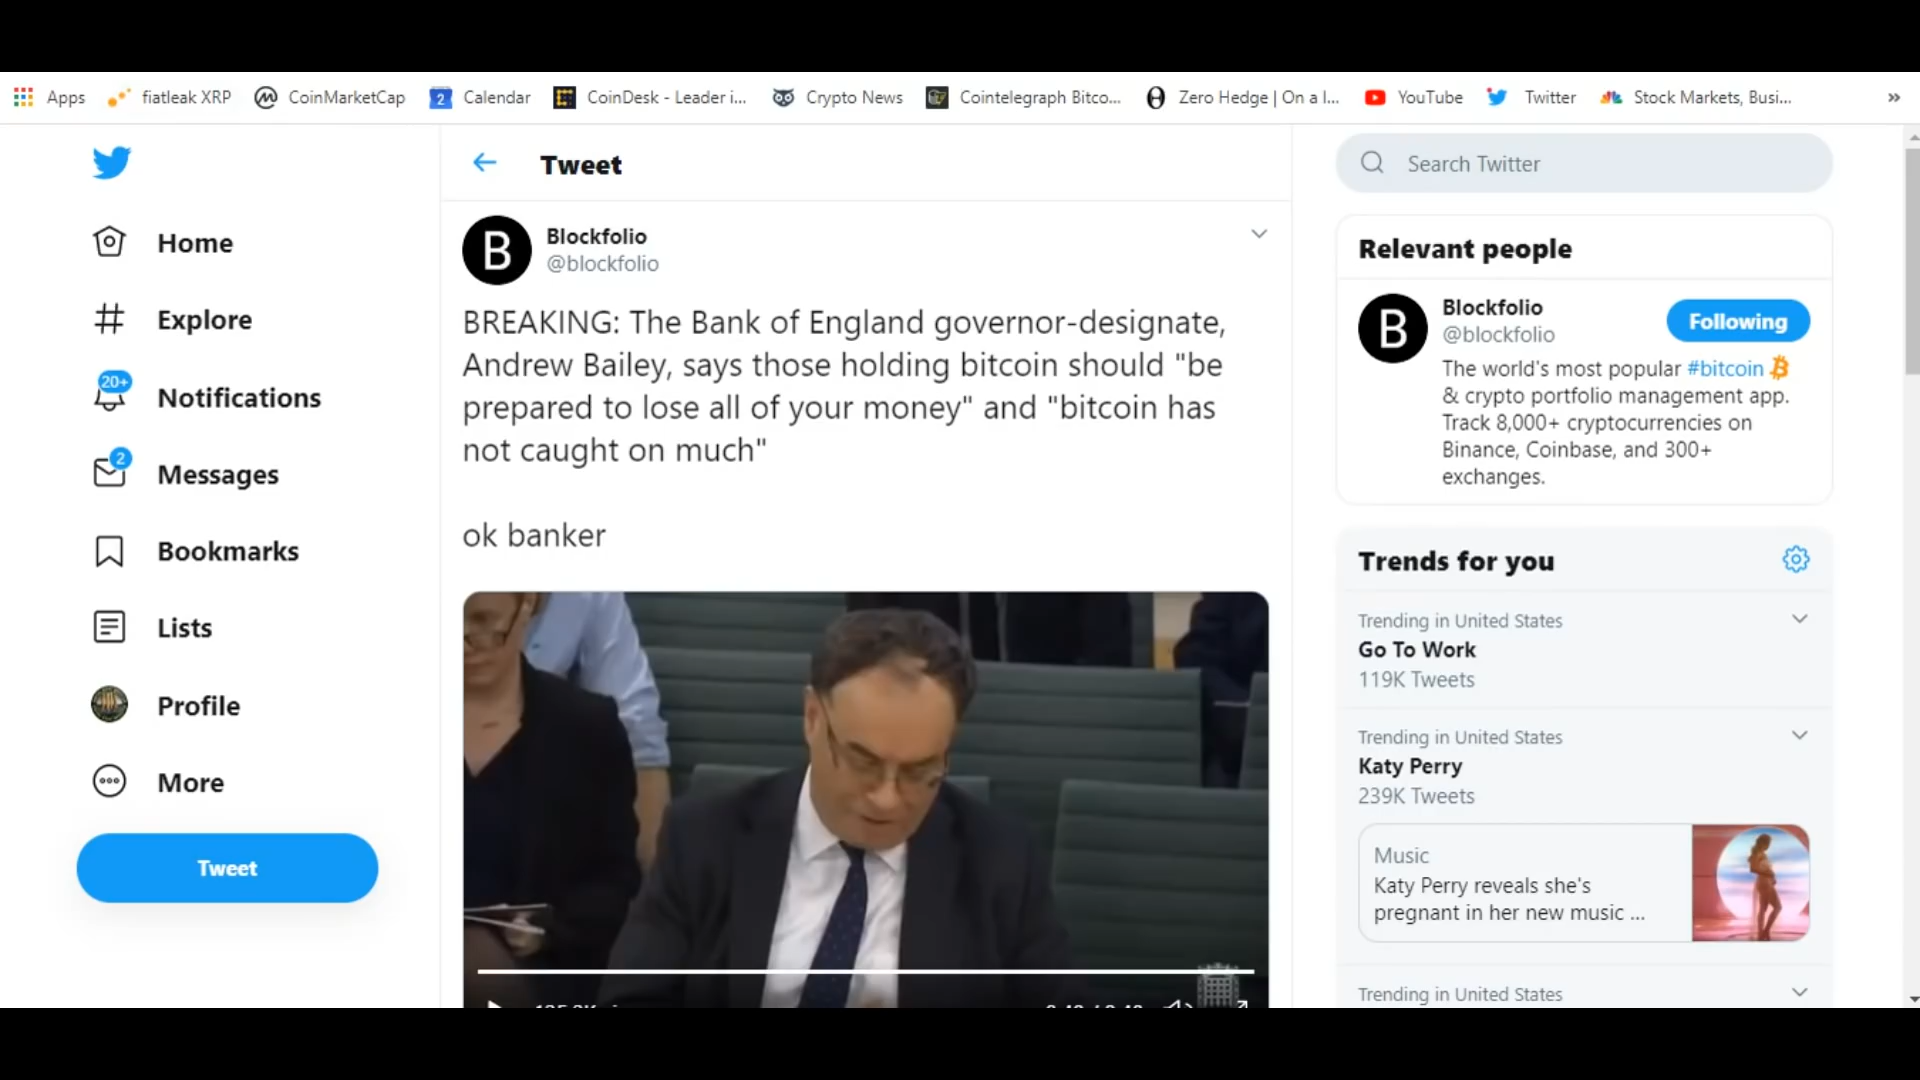 Apps
fiatleak XRP
CoinMarketCap
2
Calendar
CoinDesk - Leader i...
Crypto News
Cointelegraph Bitco...
Zero Hedge | On a l...
YouTube
Twitter
Stock Markets, Busi...
»
Home
Explore
20+
Notifications
2
Messages
Bookmarks
Lists
Profile
More
Tweet
Tweet
B
Blockfolio
@blockfolio
BREAKING: The Bank of England governor-designate,
Andrew Bailey, says those holding bitcoin should "be
prepared to lose all of your money" and "bitcoin has
not caught on much"
ok banker
Search Twitter
Relevant people
B
Blockfolio
@blockfolio
Following
The world's most popular #bitcoin
& crypto portfolio management app.
Track 8,000+ cryptocurrencies on
Binance, Coinbase, and 300+
exchanges.
Trends for you
Trending in United States
Go To Work
119K Tweets
Trending in United States
Katy Perry
239K Tweets
Music
Katy Perry reveals she's
pregnant in her new music ...
Trending in United States